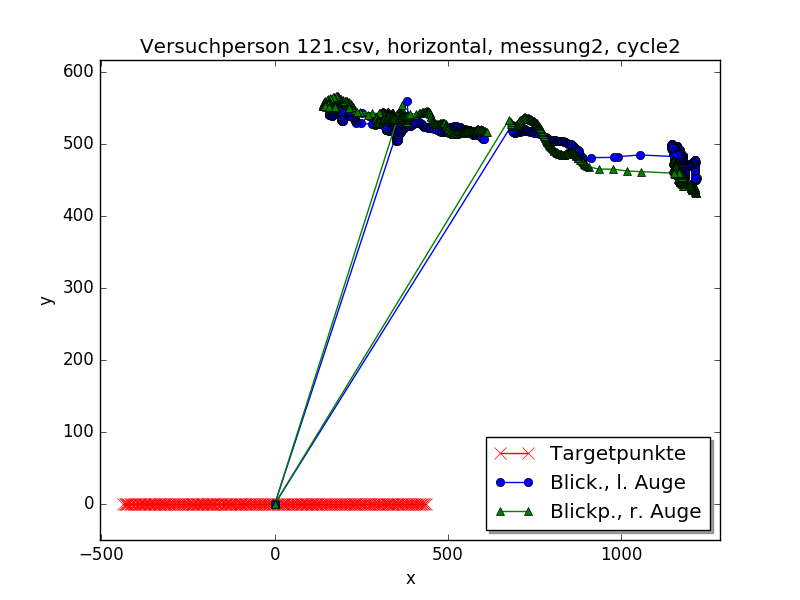 Versuchperson 121.csv, horizontal, messung2, cycle2
600
500
400
300
200
100
0
y
−500
0
500
1000
x
Targetpunkte
Blick., l. Auge
Blickp., r. Auge